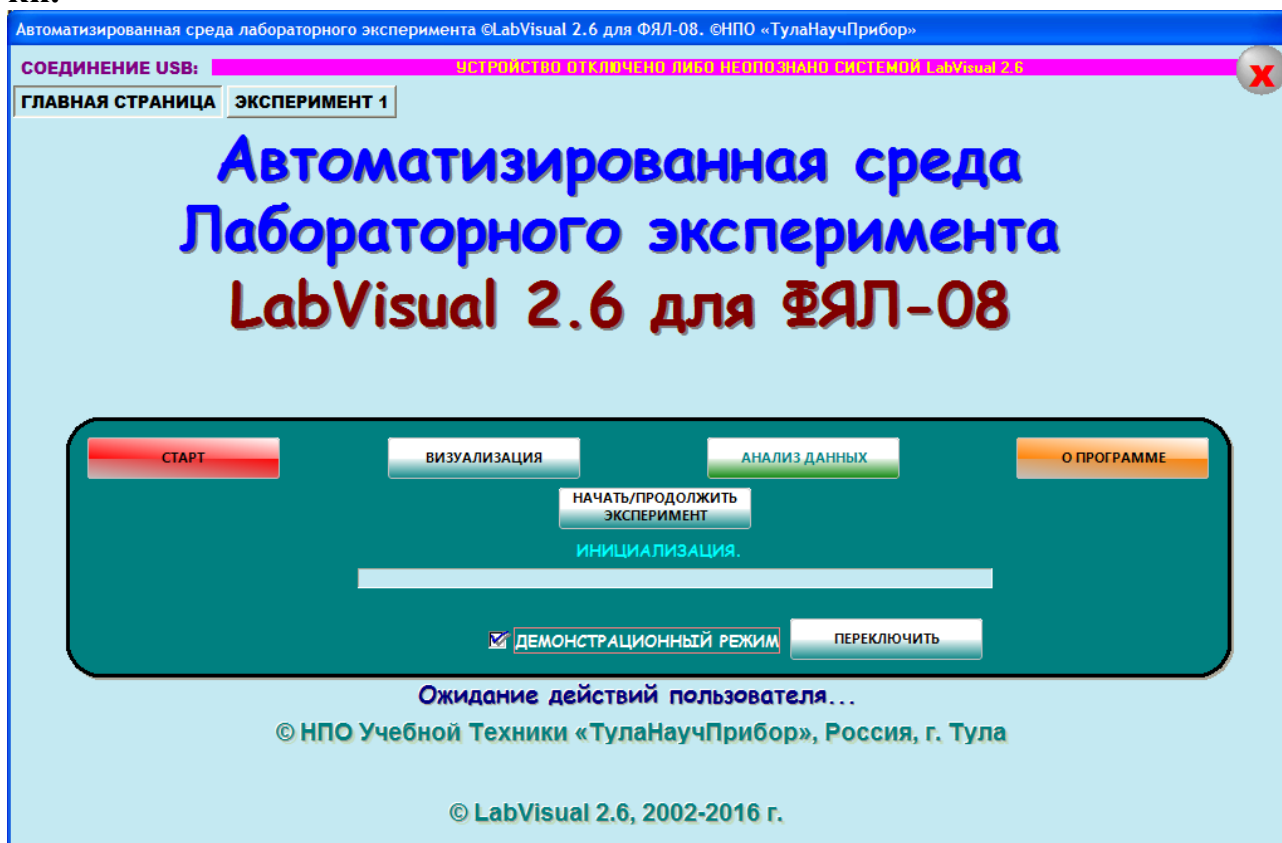 ки.
Автоматизированная среда лабораторного эксперимента ©LabVisual 2.6 для ФЯЛ-08. ©НПО «ТулаНаучПрибор»
СОЕДИНЕНИЕ USB: УСТРОЙСТВО ОТКЛЮЧЕНО ЛИБО НЕОПОЗНАНО СИСТЕМОЙ LabVisual 2.6
X
ГЛАВНАЯ СТРАНИЦА ЭКСПЕРИМЕНТ 1
Автоматизированная среда
Лабораторного эксперимента
LabVisual 2.6 для ФЯЛ-08
СТАРТ ВИЗУАЛИЗАЦИЯ АНАЛИЗ ДАННЫХ О ПРОГРАММЕ
НАЧАТЬ/ПРОДОЛЖИТЬ
ЭКСПЕРИМЕНТ
ИНИЦИАЛИЗАЦИЯ.
ДЕМОНСТРАЦИОННЫЙ РЕЖИМ ПЕРЕКЛЮЧИТЬ
Ожидание действий пользователя...
© НПО Учебной Техники «ТулаНаучПрибор», Россия, г. Тула
© LabVisual 2.6, 2002-2016 г.